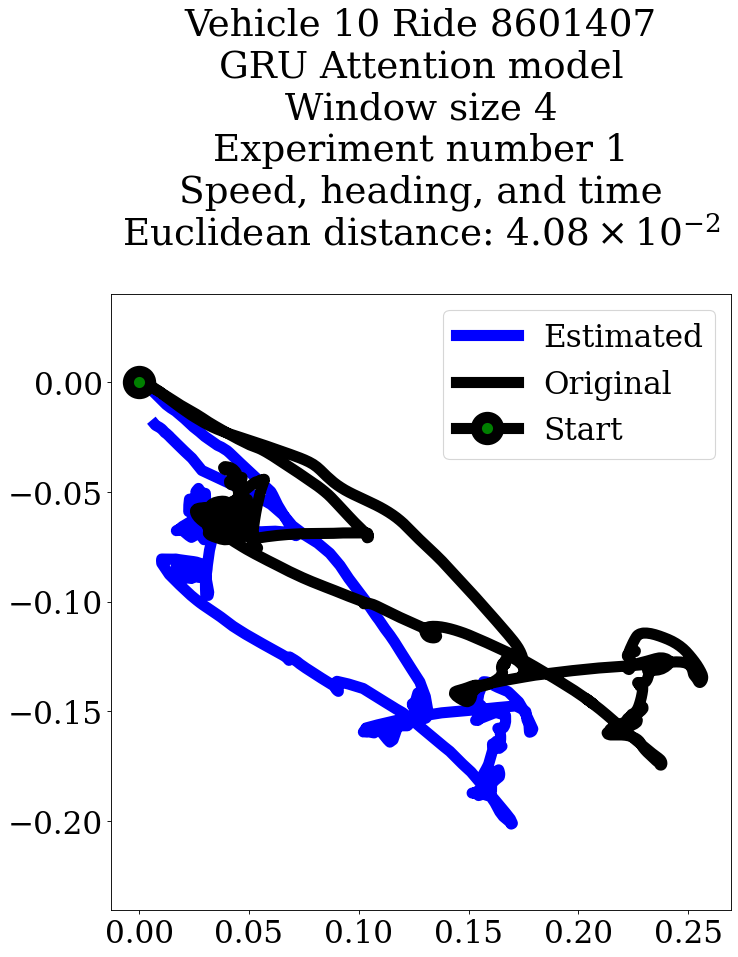 Vehicle 10 Ride 8601407
GRU Attention model
Window size 4
Experiment number 1
Speed, heading, and time
Euclidean distance: 4.08 × 10⁻²
Estimated
Original
Start
0.00
−0.05
−0.10
−0.15
−0.20
0.00 0.05 0.10 0.15 0.20 0.25